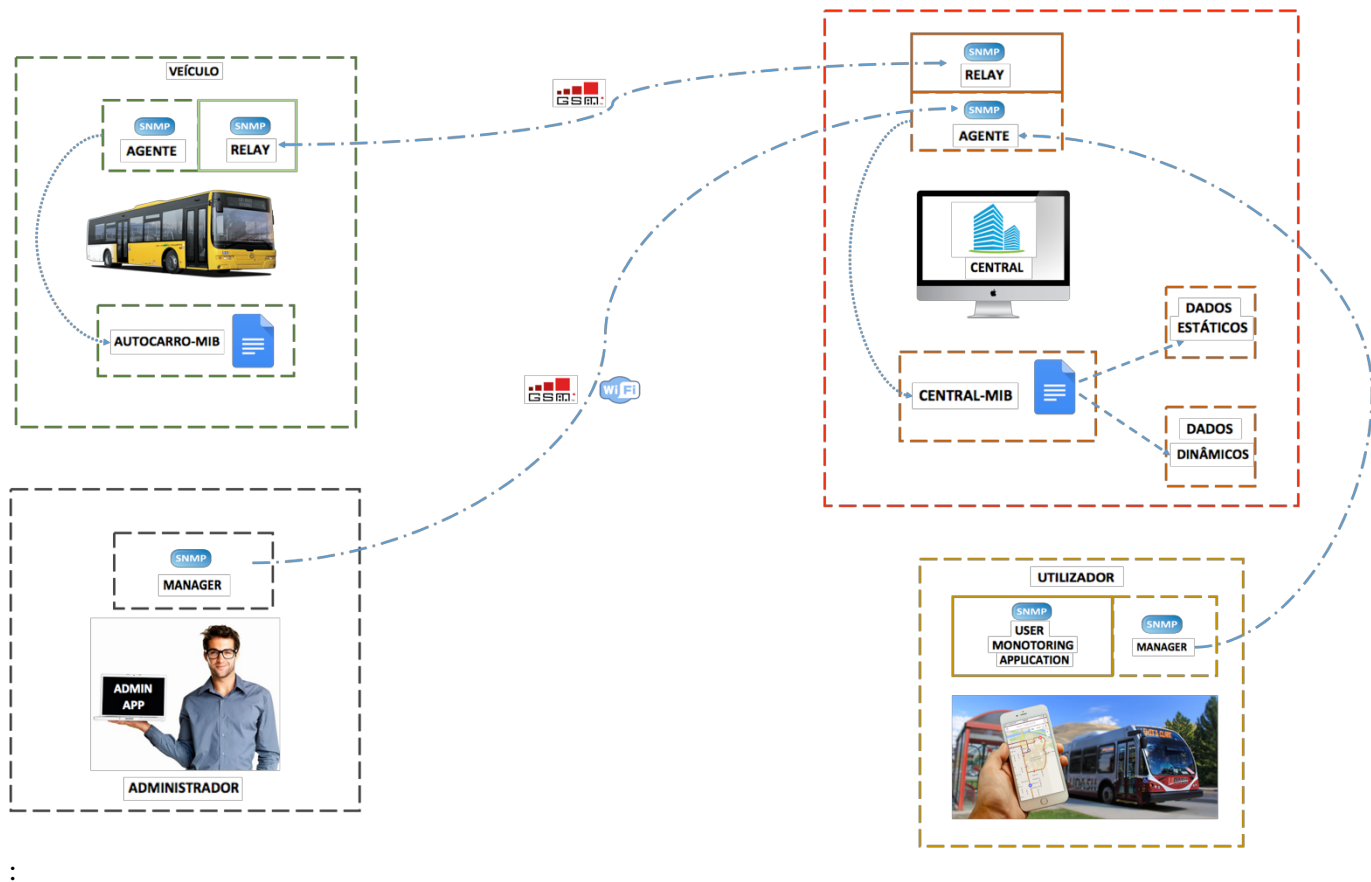 VEÍCULO
SNMP
AGENTE
SNMP
RELAY
AUTOCARRO-MIB
GSM
SNMP
RELAY
SNMP
AGENTE
CENTRAL
CENTRAL-MIB
DADOS
ESTÁTICOS
DADOS
DINÂMICOS
GSM
WiFi
SNMP
MANAGER
ADMIN
APP
ADMINISTRADOR
UTILIZADOR
SNMP
USER
MONOTORING
APPLICATION
SNMP
MANAGER
: